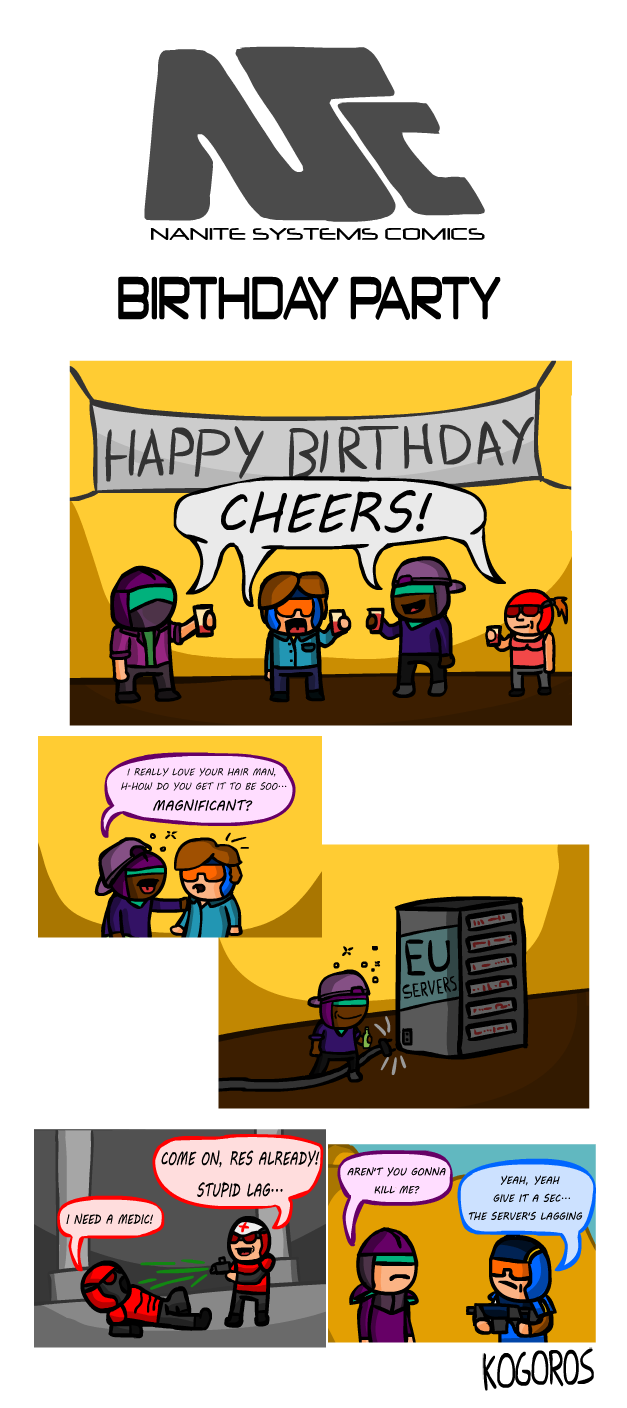 NSC
NANITE SYSTEMS COMICS
BIRTHDAY PARTY
HAPPY BIRTHDAY
CHEERS!
I REALLY LOVE YOUR HAIR MAN,
H-HOW DO YOU GET IT TO BE SOO...
MAGNIFICANT?
EU
SERVERS
COME ON, RES ALREADY!
STUPID LAG...
I NEED A MEDIC!
AREN'T YOU GONNA
KILL ME?
YEAH, YEAH
GIVE IT A SEC...
THE SERVER'S LAGGING
KOGOROS